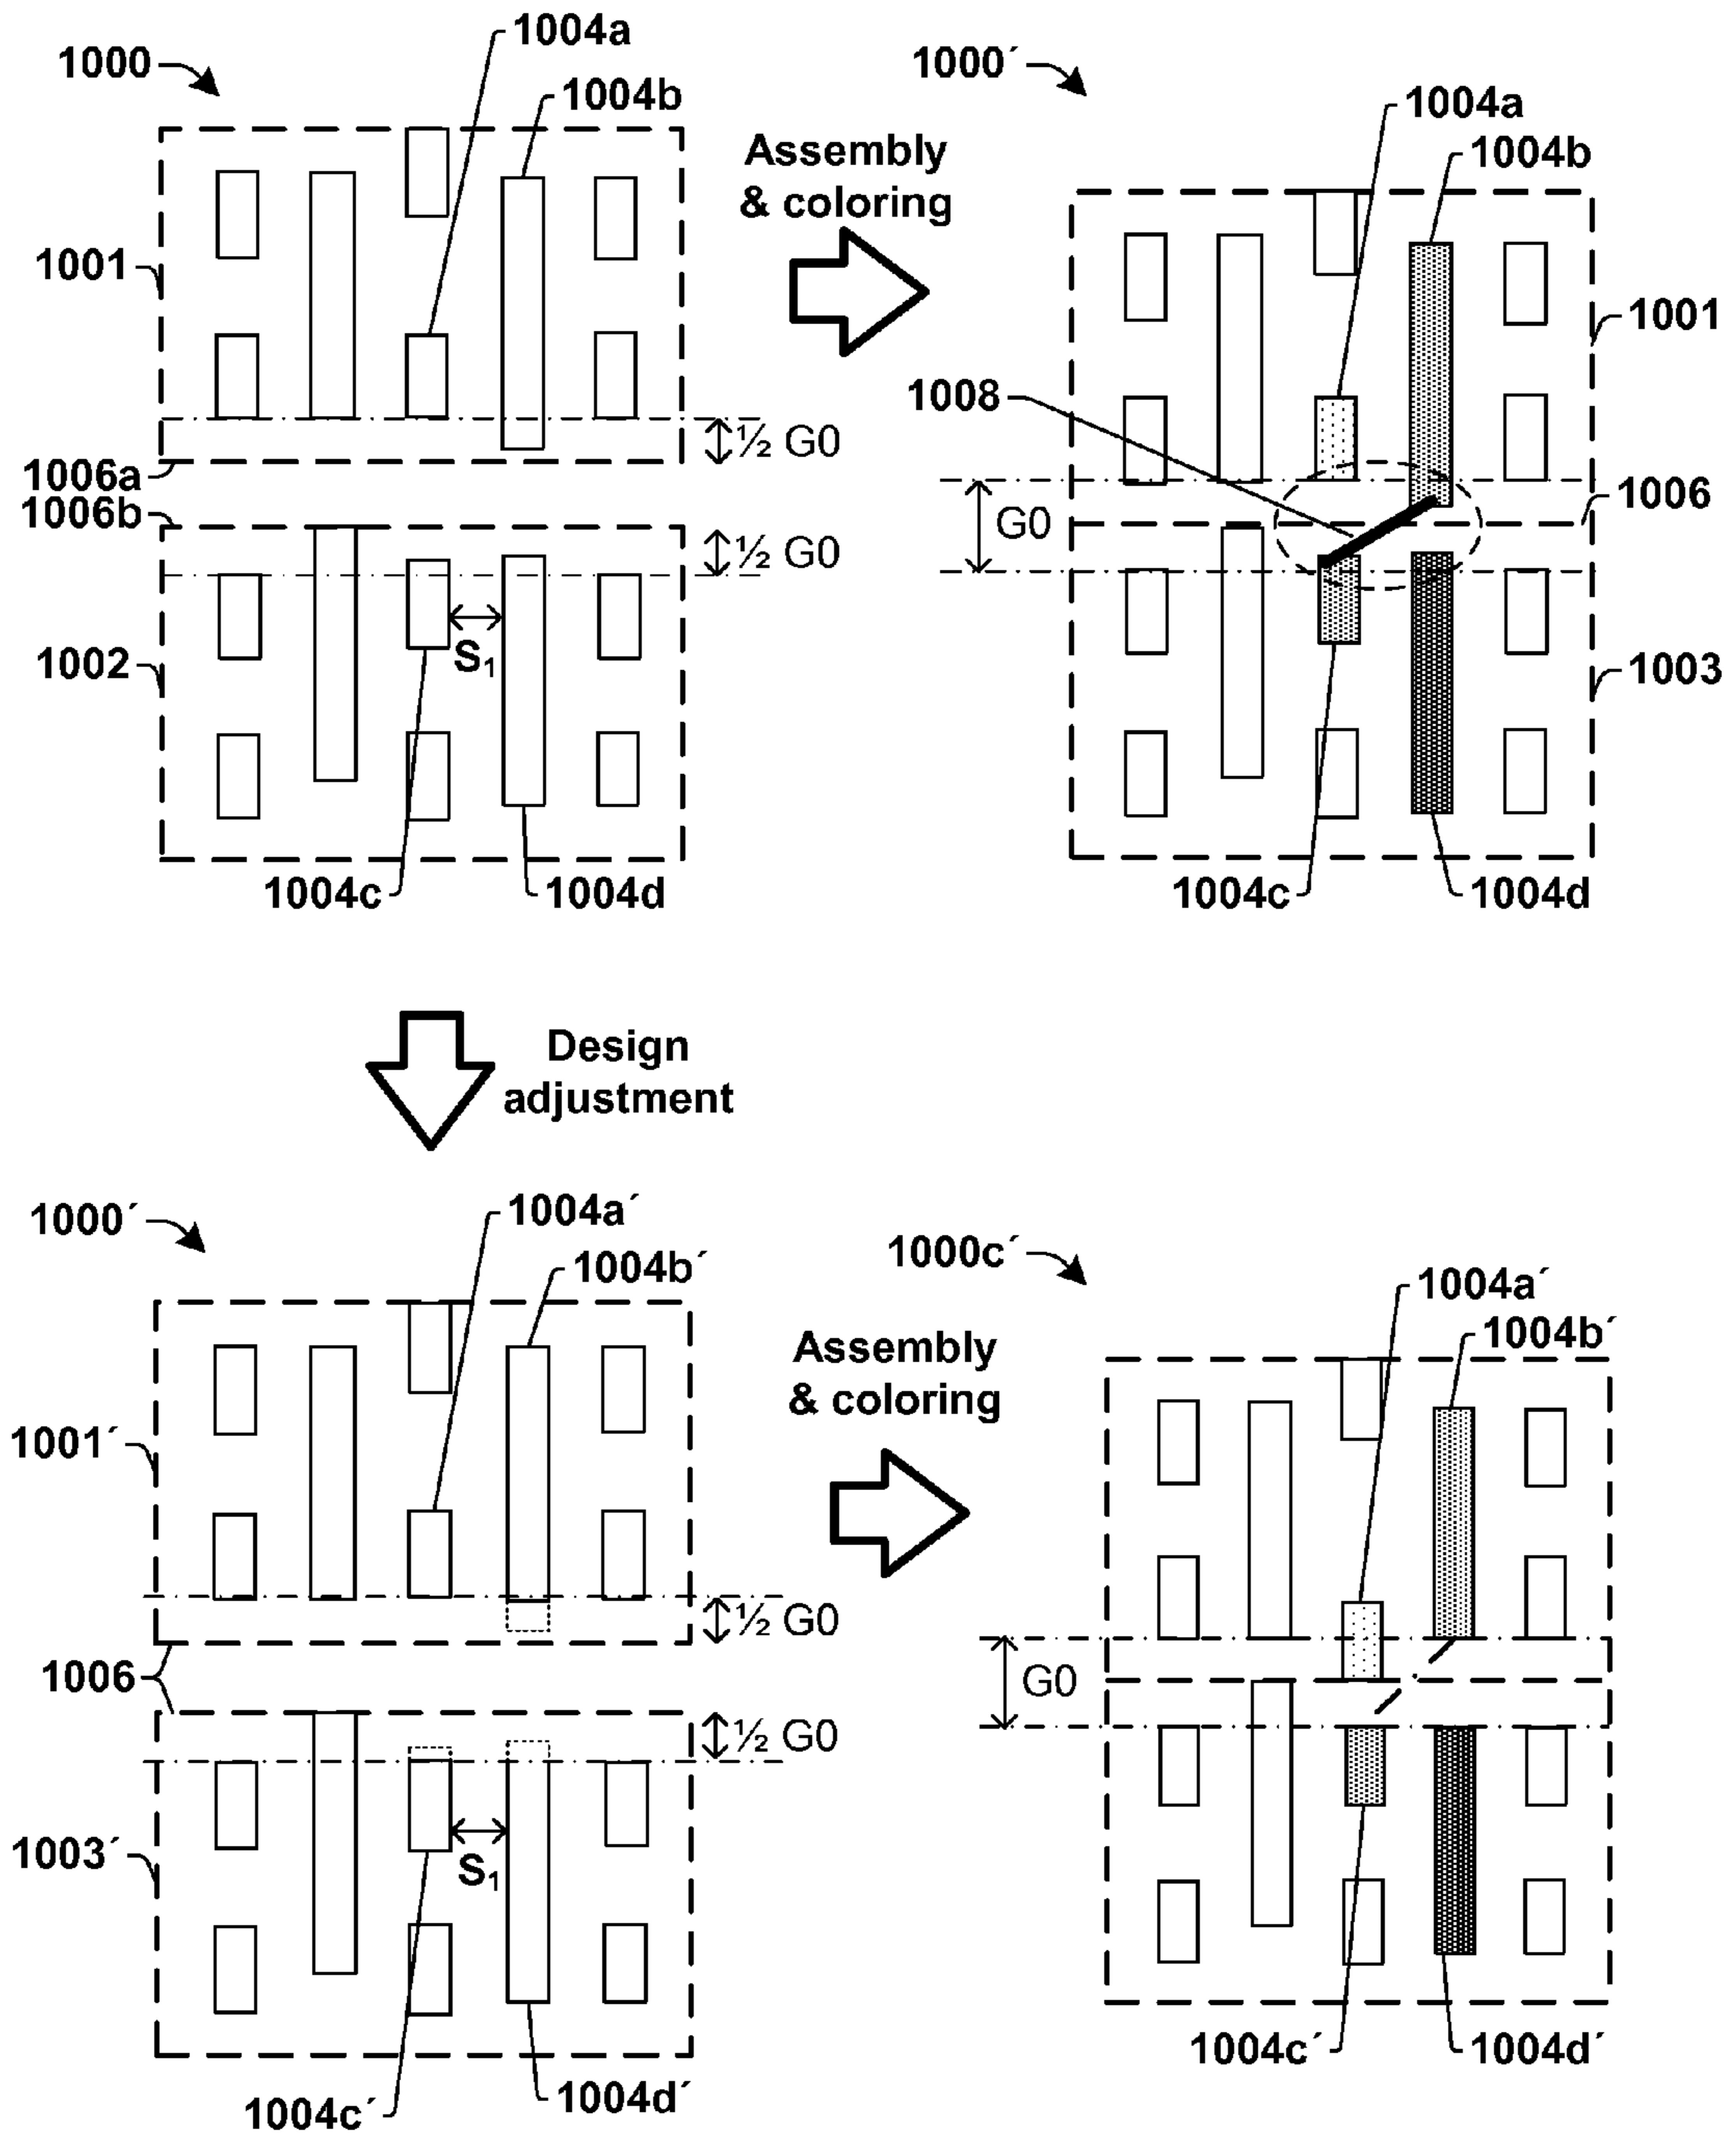 1000
1004a
1004b
1001
½ G0
1006a
1006b
½ G0
S1
1002
1004c
1004d
Assembly
& coloring
1000´
1004a
1004b
1001
1008
1006
G0
1003
1004c
1004d
Design
adjustment
1000´
1004a´
1004b´
1001´
½ G0
1006
½ G0
S1
1003´
1004c´
1004d´
Assembly
& coloring
1000c´
1004a´
1004b´
G0
1004c´
1004d´